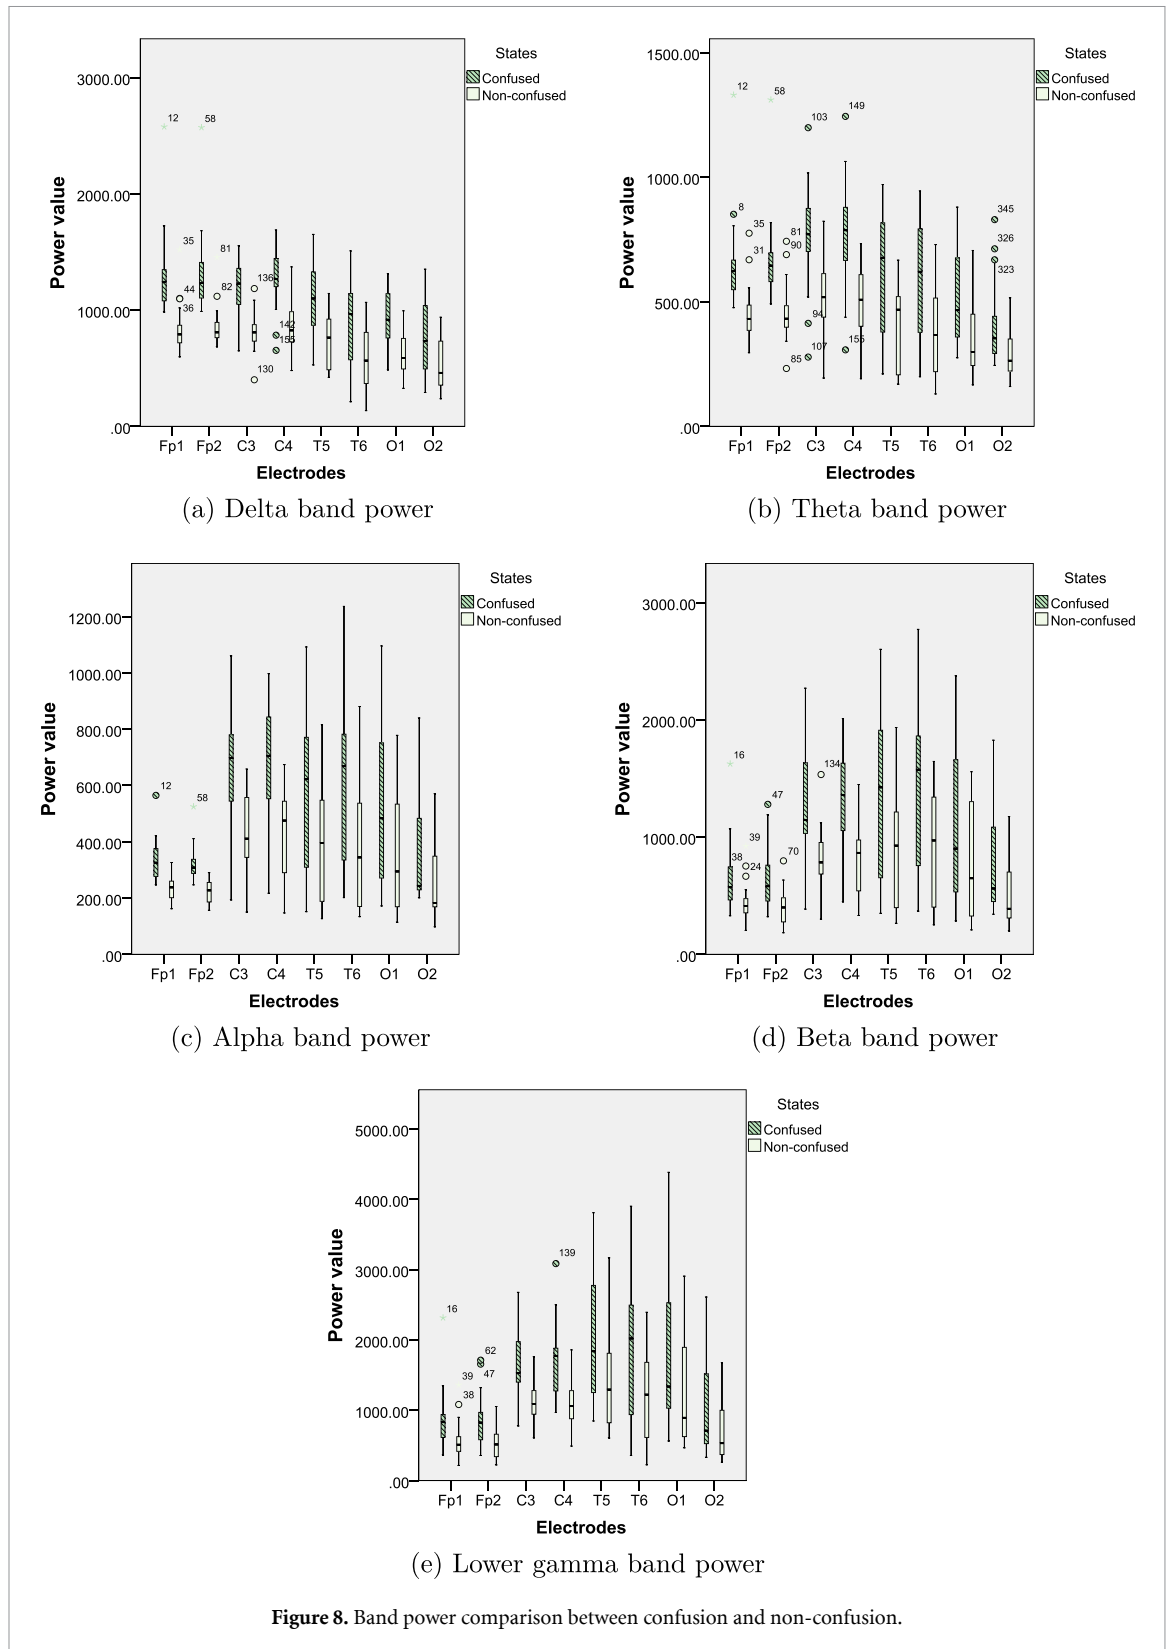 States
Confused
Non-confused
3000.00
2000.00
1000.00
.00
Power value
12
58
35
81
44
36
82
136
142
155
130
Fp1 Fp2 C3 C4 T5 T6 O1 O2
Electrodes
(a) Delta band power
States
Confused
Non-confused
1500.00
1000.00
500.00
.00
Power value
12
58
103
149
8
35
31
81
90
345
326
323
94
107
155
85
Fp1 Fp2 C3 C4 T5 T6 O1 O2
Electrodes
(b) Theta band power
States
Confused
Non-confused
1200.00
1000.00
800.00
600.00
400.00
200.00
.00
Power value
12
58
Fp1 Fp2 C3 C4 T5 T6 O1 O2
Electrodes
(c) Alpha band power
States
Confused
Non-confused
3000.00
2000.00
1000.00
.00
Power value
16
134
47
39
38
24
70
Fp1 Fp2 C3 C4 T5 T6 O1 O2
Electrodes
(d) Beta band power
States
Confused
Non-confused
5000.00
4000.00
3000.00
2000.00
1000.00
.00
Power value
139
16
62
39
47
38
Fp1 Fp2 C3 C4 T5 T6 O1 O2
Electrodes
(e) Lower gamma band power
Figure 8. Band power comparison between confusion and non-confusion.